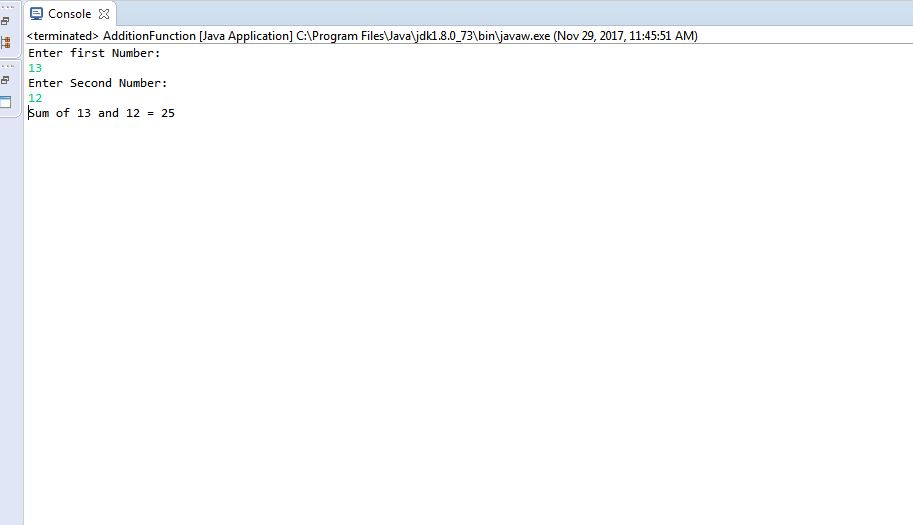 Console
<terminated> AdditionFunction [Java Application] C:\Program Files\Java\jdk1.8.0_73\bin\javaw.exe (Nov 29, 2017, 11:45:51 AM)
Enter first Number:
13
Enter Second Number:
12
Sum of 13 and 12 = 25